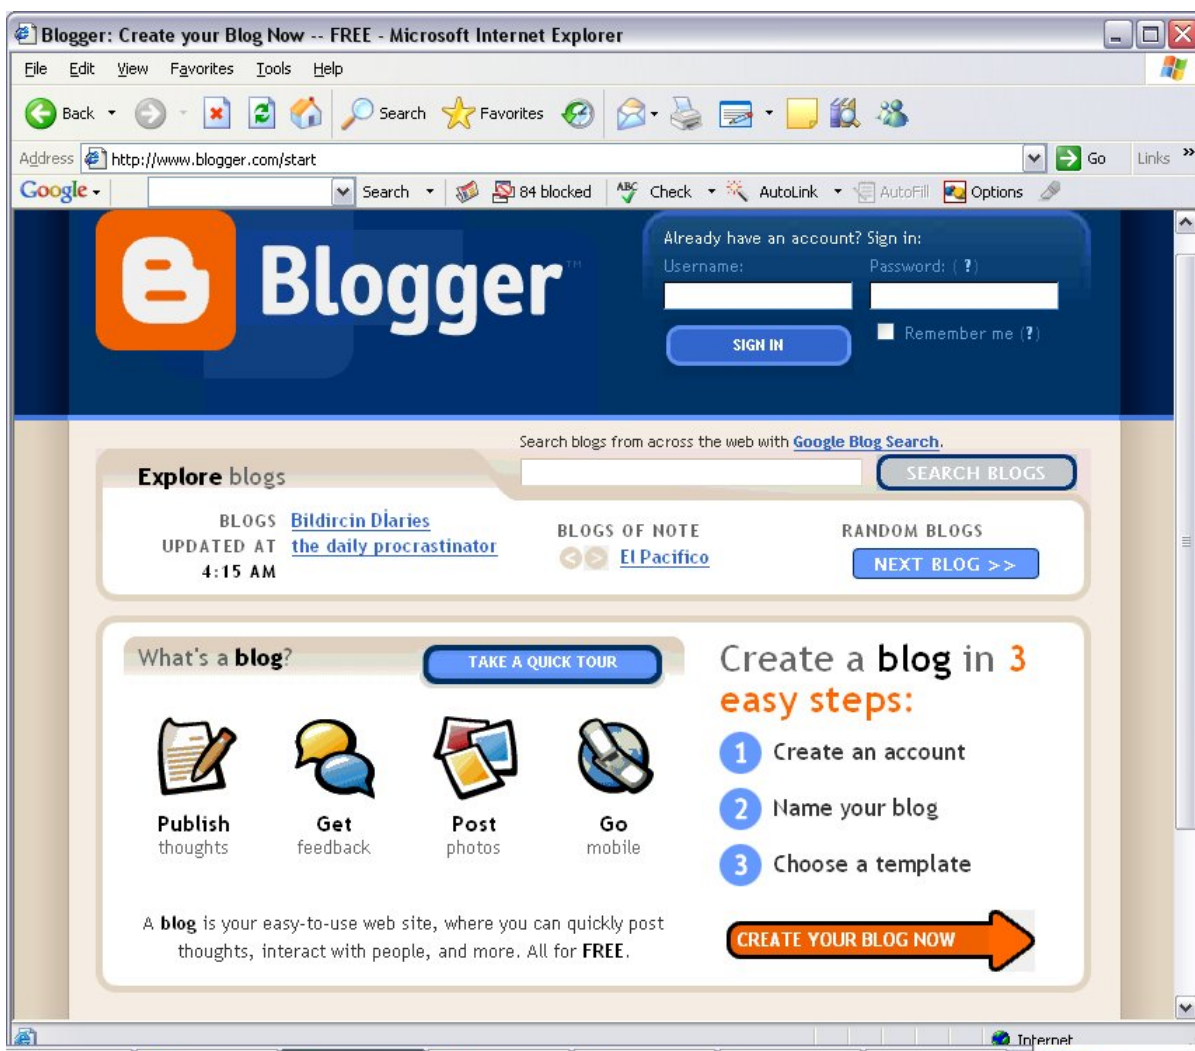 Blogger: Create your Blog Now -- FREE - Microsoft Internet Explorer
File Edit View Favorites Tools Help
Back Search Favorites
Address http://www.blogger.com/start Go Links »
Google Search 84 blocked ABC Check AutoLink AutoFill Options
Blogger™
Already have an account? Sign in:
Username: Password: (?)
SIGN IN Remember me (?)
Search blogs from across the web with Google Blog Search.
Explore blogs SEARCH BLOGS
BLOGS UPDATED AT 4:15 AM
Bildircin Dİaries
the daily procrastinator
BLOGS OF NOTE
< > El Pacifico
RANDOM BLOGS
NEXT BLOG >>
What's a blog? TAKE A QUICK TOUR
Publish thoughts
Get feedback
Post photos
Go mobile
A blog is your easy-to-use web site, where you can quickly post
thoughts, interact with people, and more. All for FREE.
Create a blog in 3
easy steps:
1 Create an account
2 Name your blog
3 Choose a template
CREATE YOUR BLOG NOW
Internet